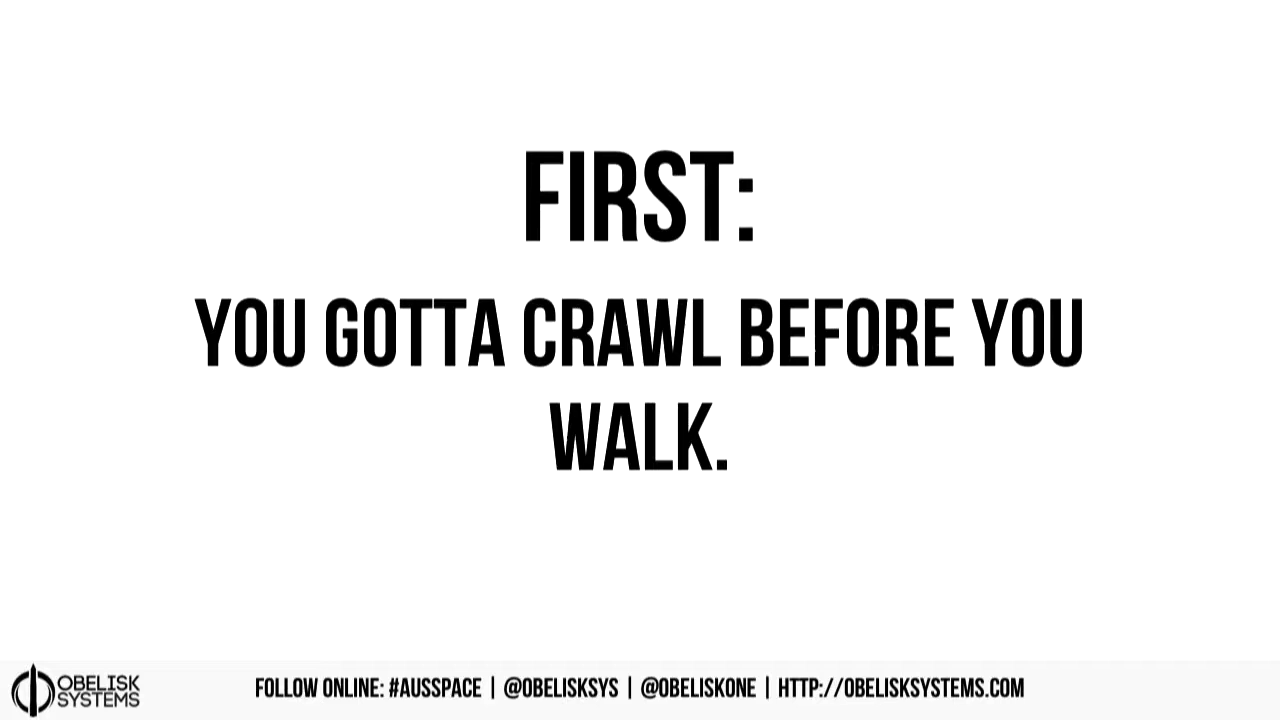 FIRST:
YOU GOTTA CRAWL BEFORE YOU
WALK.
OBELISK
SYSTEMS
FOLLOW ONLINE: #AUSSPACE | @OBELISKSYS | @OBELISKONE | HTTP://OBELISKSYSTEMS.COM